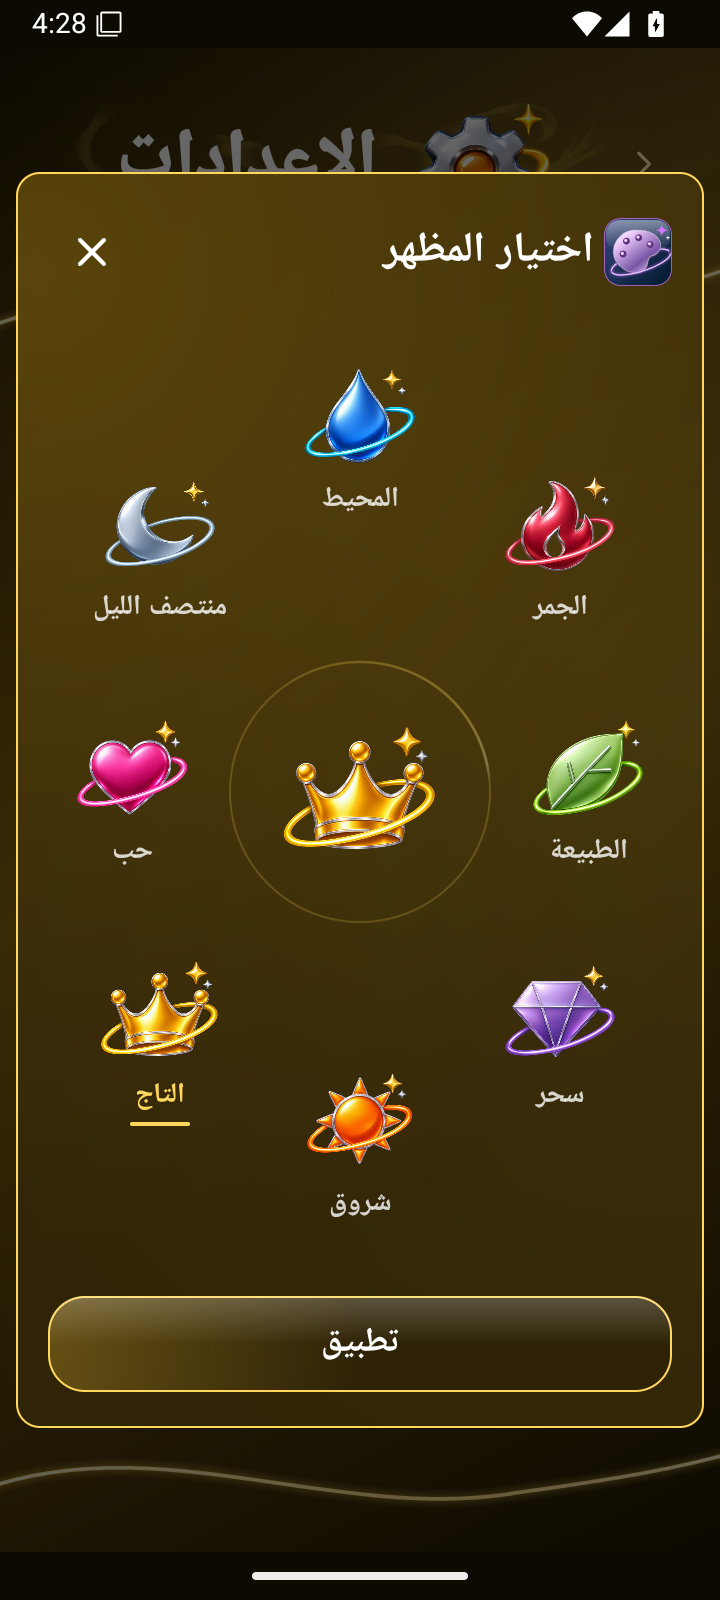 4:28
الإعدادات
اختيار المظهر
المحيط
الجمر
منتصف الليل
الطبيعة
حب
سحر
التاج
شروق
تطبيق